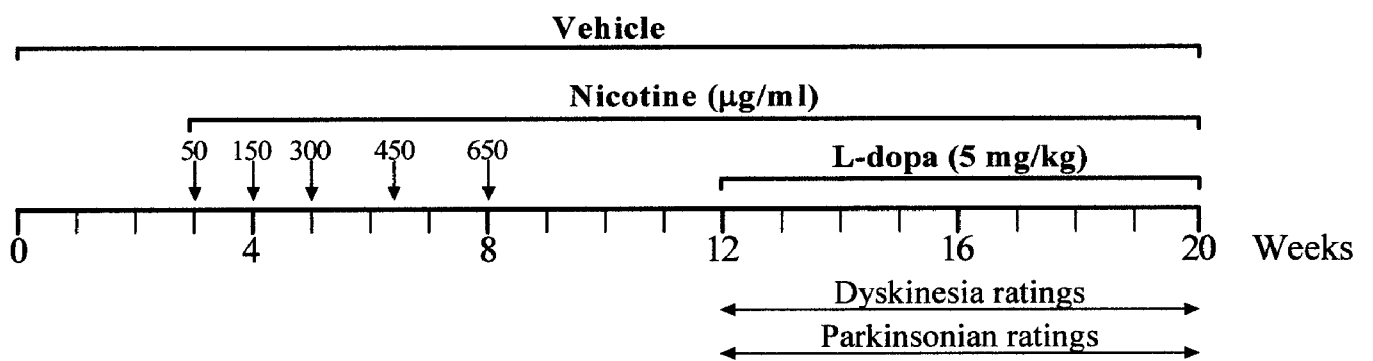 Vehicle
Nicotine (μg/ml)
50 150 300 450 650
L-dopa (5 mg/kg)
0 4 8 12 16 20 Weeks
Dyskinesia ratings
Parkinsonian ratings